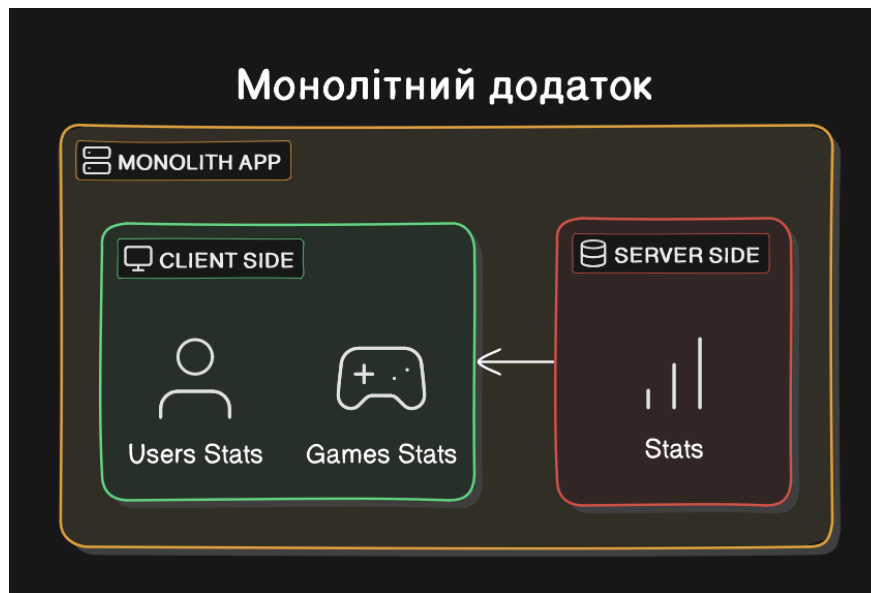 Монолітний додаток
MONOLITH APP
CLIENT SIDE
Users Stats
Games Stats
SERVER SIDE
Stats